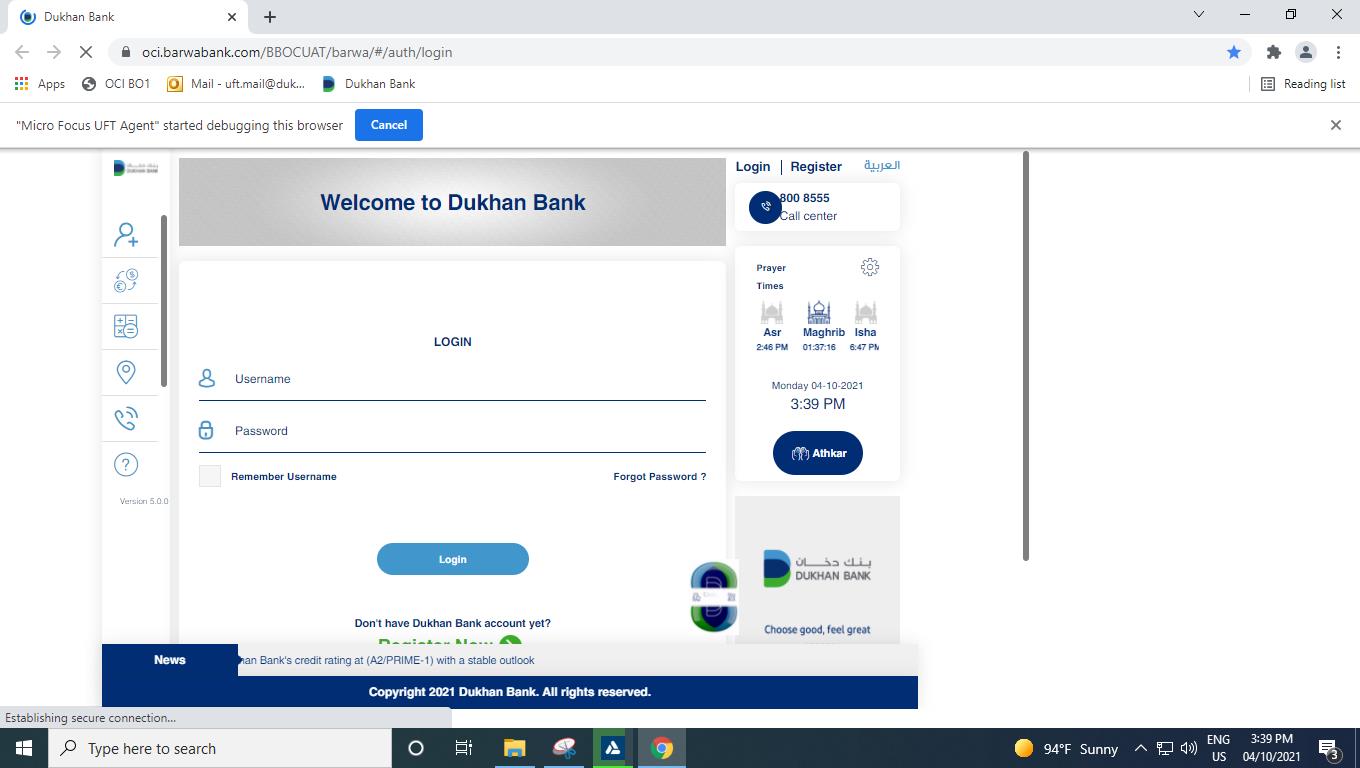 Dukhan Bank
oci.barwabank.com/BBOCUAT/barwa/#/auth/login
Apps
OCI BO1
Mail - uft.mail@duk...
Dukhan Bank
Reading list
"Micro Focus UFT Agent" started debugging this browser
Cancel
DUKHAN BANK
Welcome to Dukhan Bank
Login | Register
العربية
800 8555
Call center
Prayer
Times
Asr Maghrib Isha
2:46 PM 01:37:16 6:47 PM
Monday 04-10-2021
3:39 PM
Athkar
LOGIN
Username
Password
Remember Username
Forgot Password ?
Login
Version 5.0.0
Don't have Dukhan Bank account yet?
Register Now
بنك دخان
DUKHAN BANK
Choose good, feel great
News
an Bank's credit rating at (A2/PRIME-1) with a stable outlook
Copyright 2021 Dukhan Bank. All rights reserved.
Establishing secure connection...
Type here to search
94°F Sunny
ENG
US
3:39 PM
04/10/2021
3